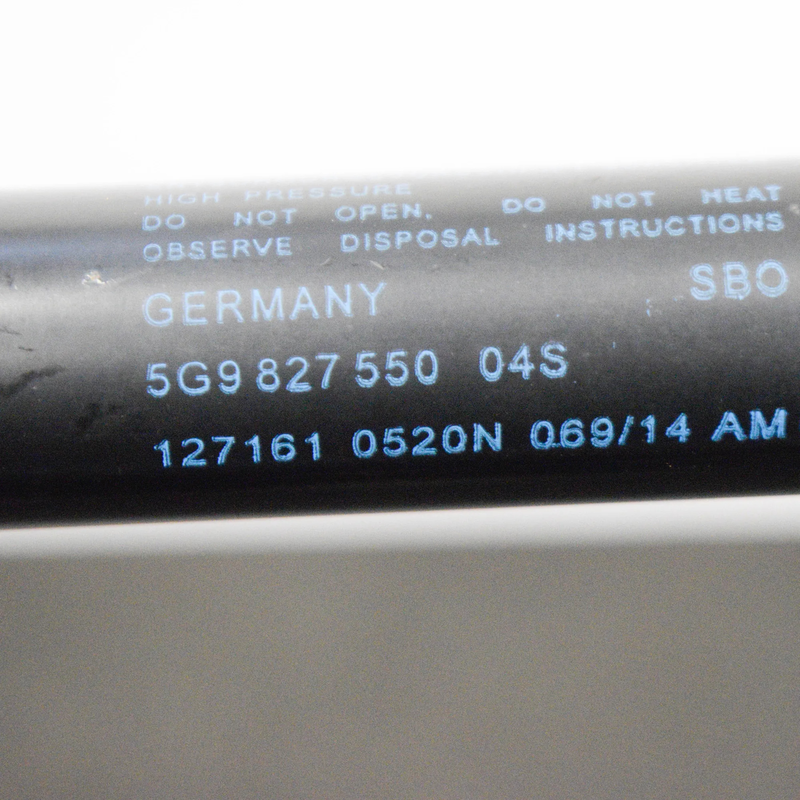 HIGH PRESSURE
DO NOT OPEN. DO NOT HEAT
OBSERVE DISPOSAL INSTRUCTIONS
GERMANY SBO
5G9 827 550 04S
127161 0520N 069/14 AM